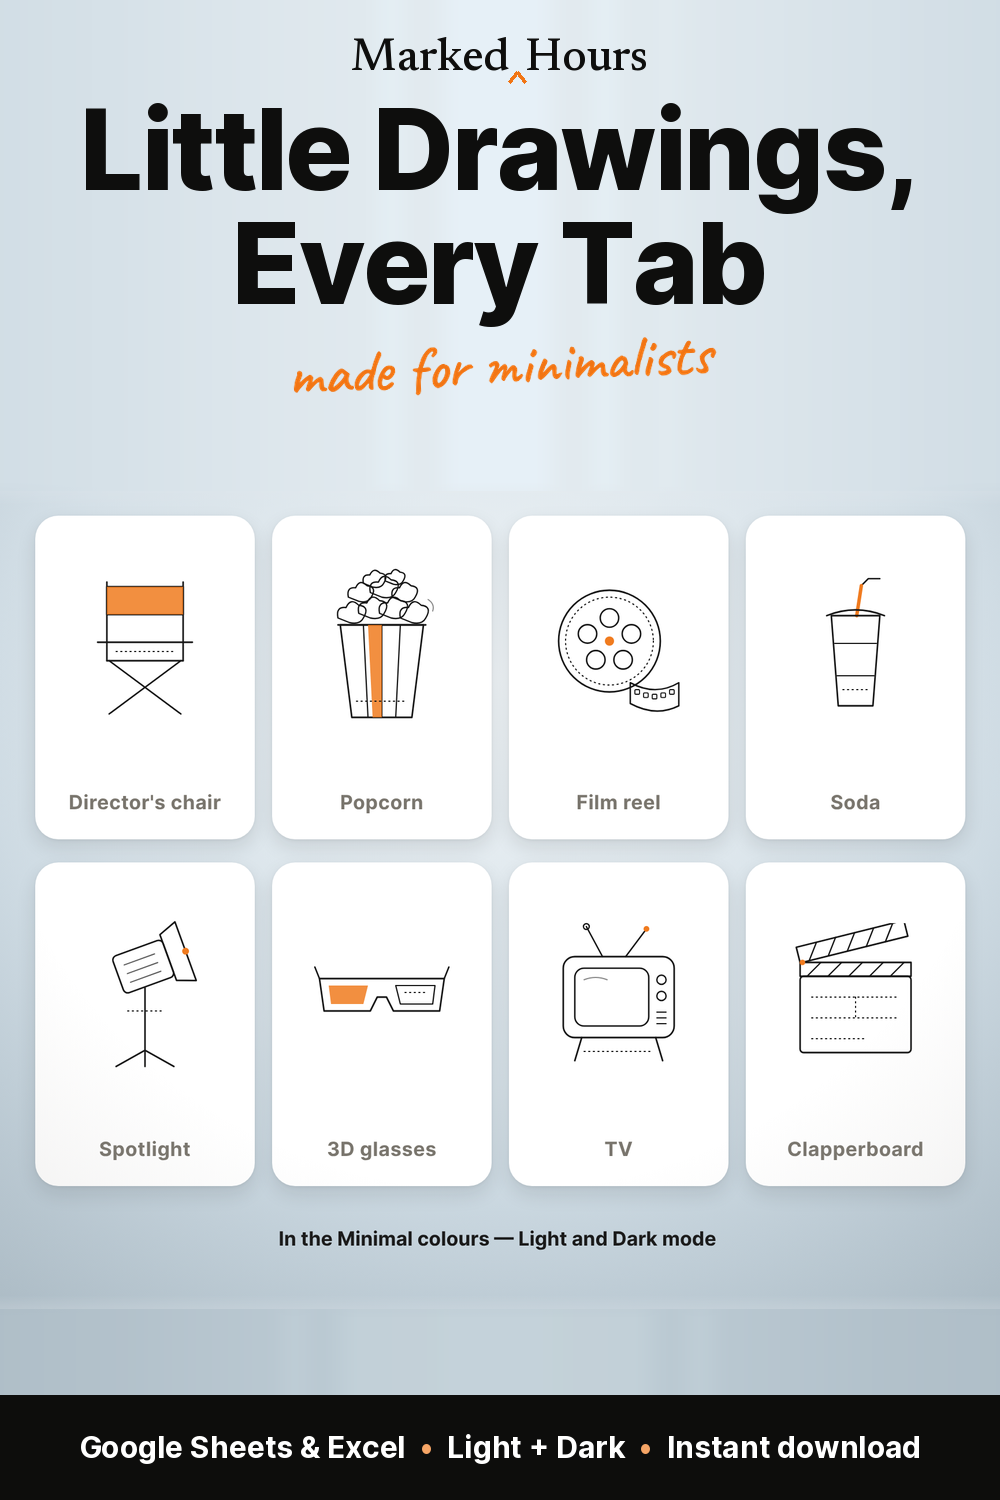 Marked Hours
Little Drawings,
Every Tab
made for minimalists
Director's chair
Popcorn
Film reel
Soda
Spotlight
3D glasses
TV
Clapperboard
In the Minimal colours — Light and Dark mode
Google Sheets & Excel • Light + Dark • Instant download